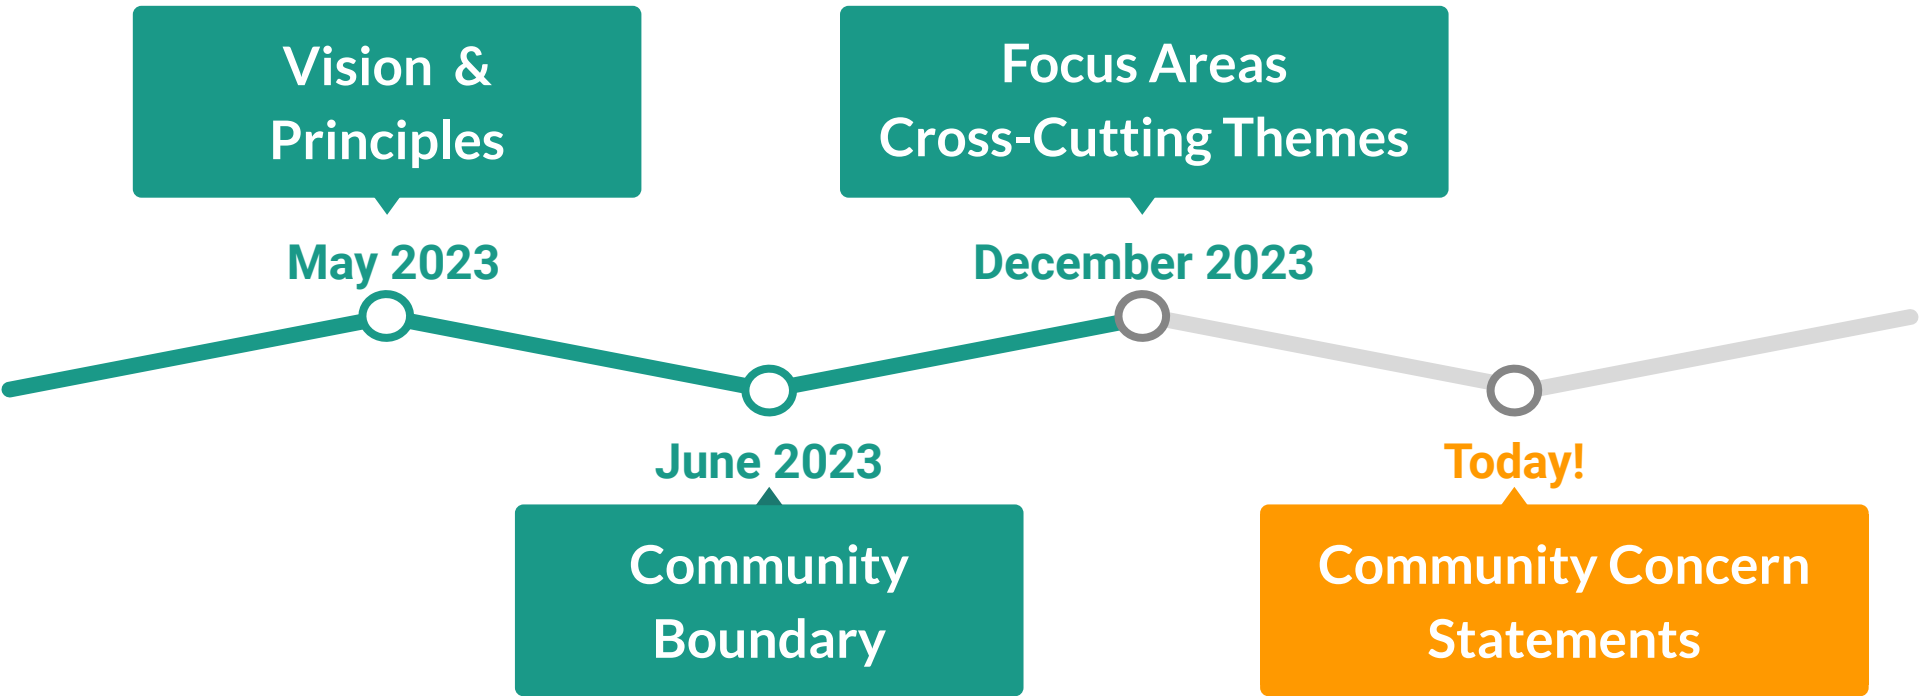 Vision &
Principles
May 2023
June 2023
Community
Boundary
Focus Areas
Cross-Cutting Themes
December 2023
Today!
Community Concern
Statements